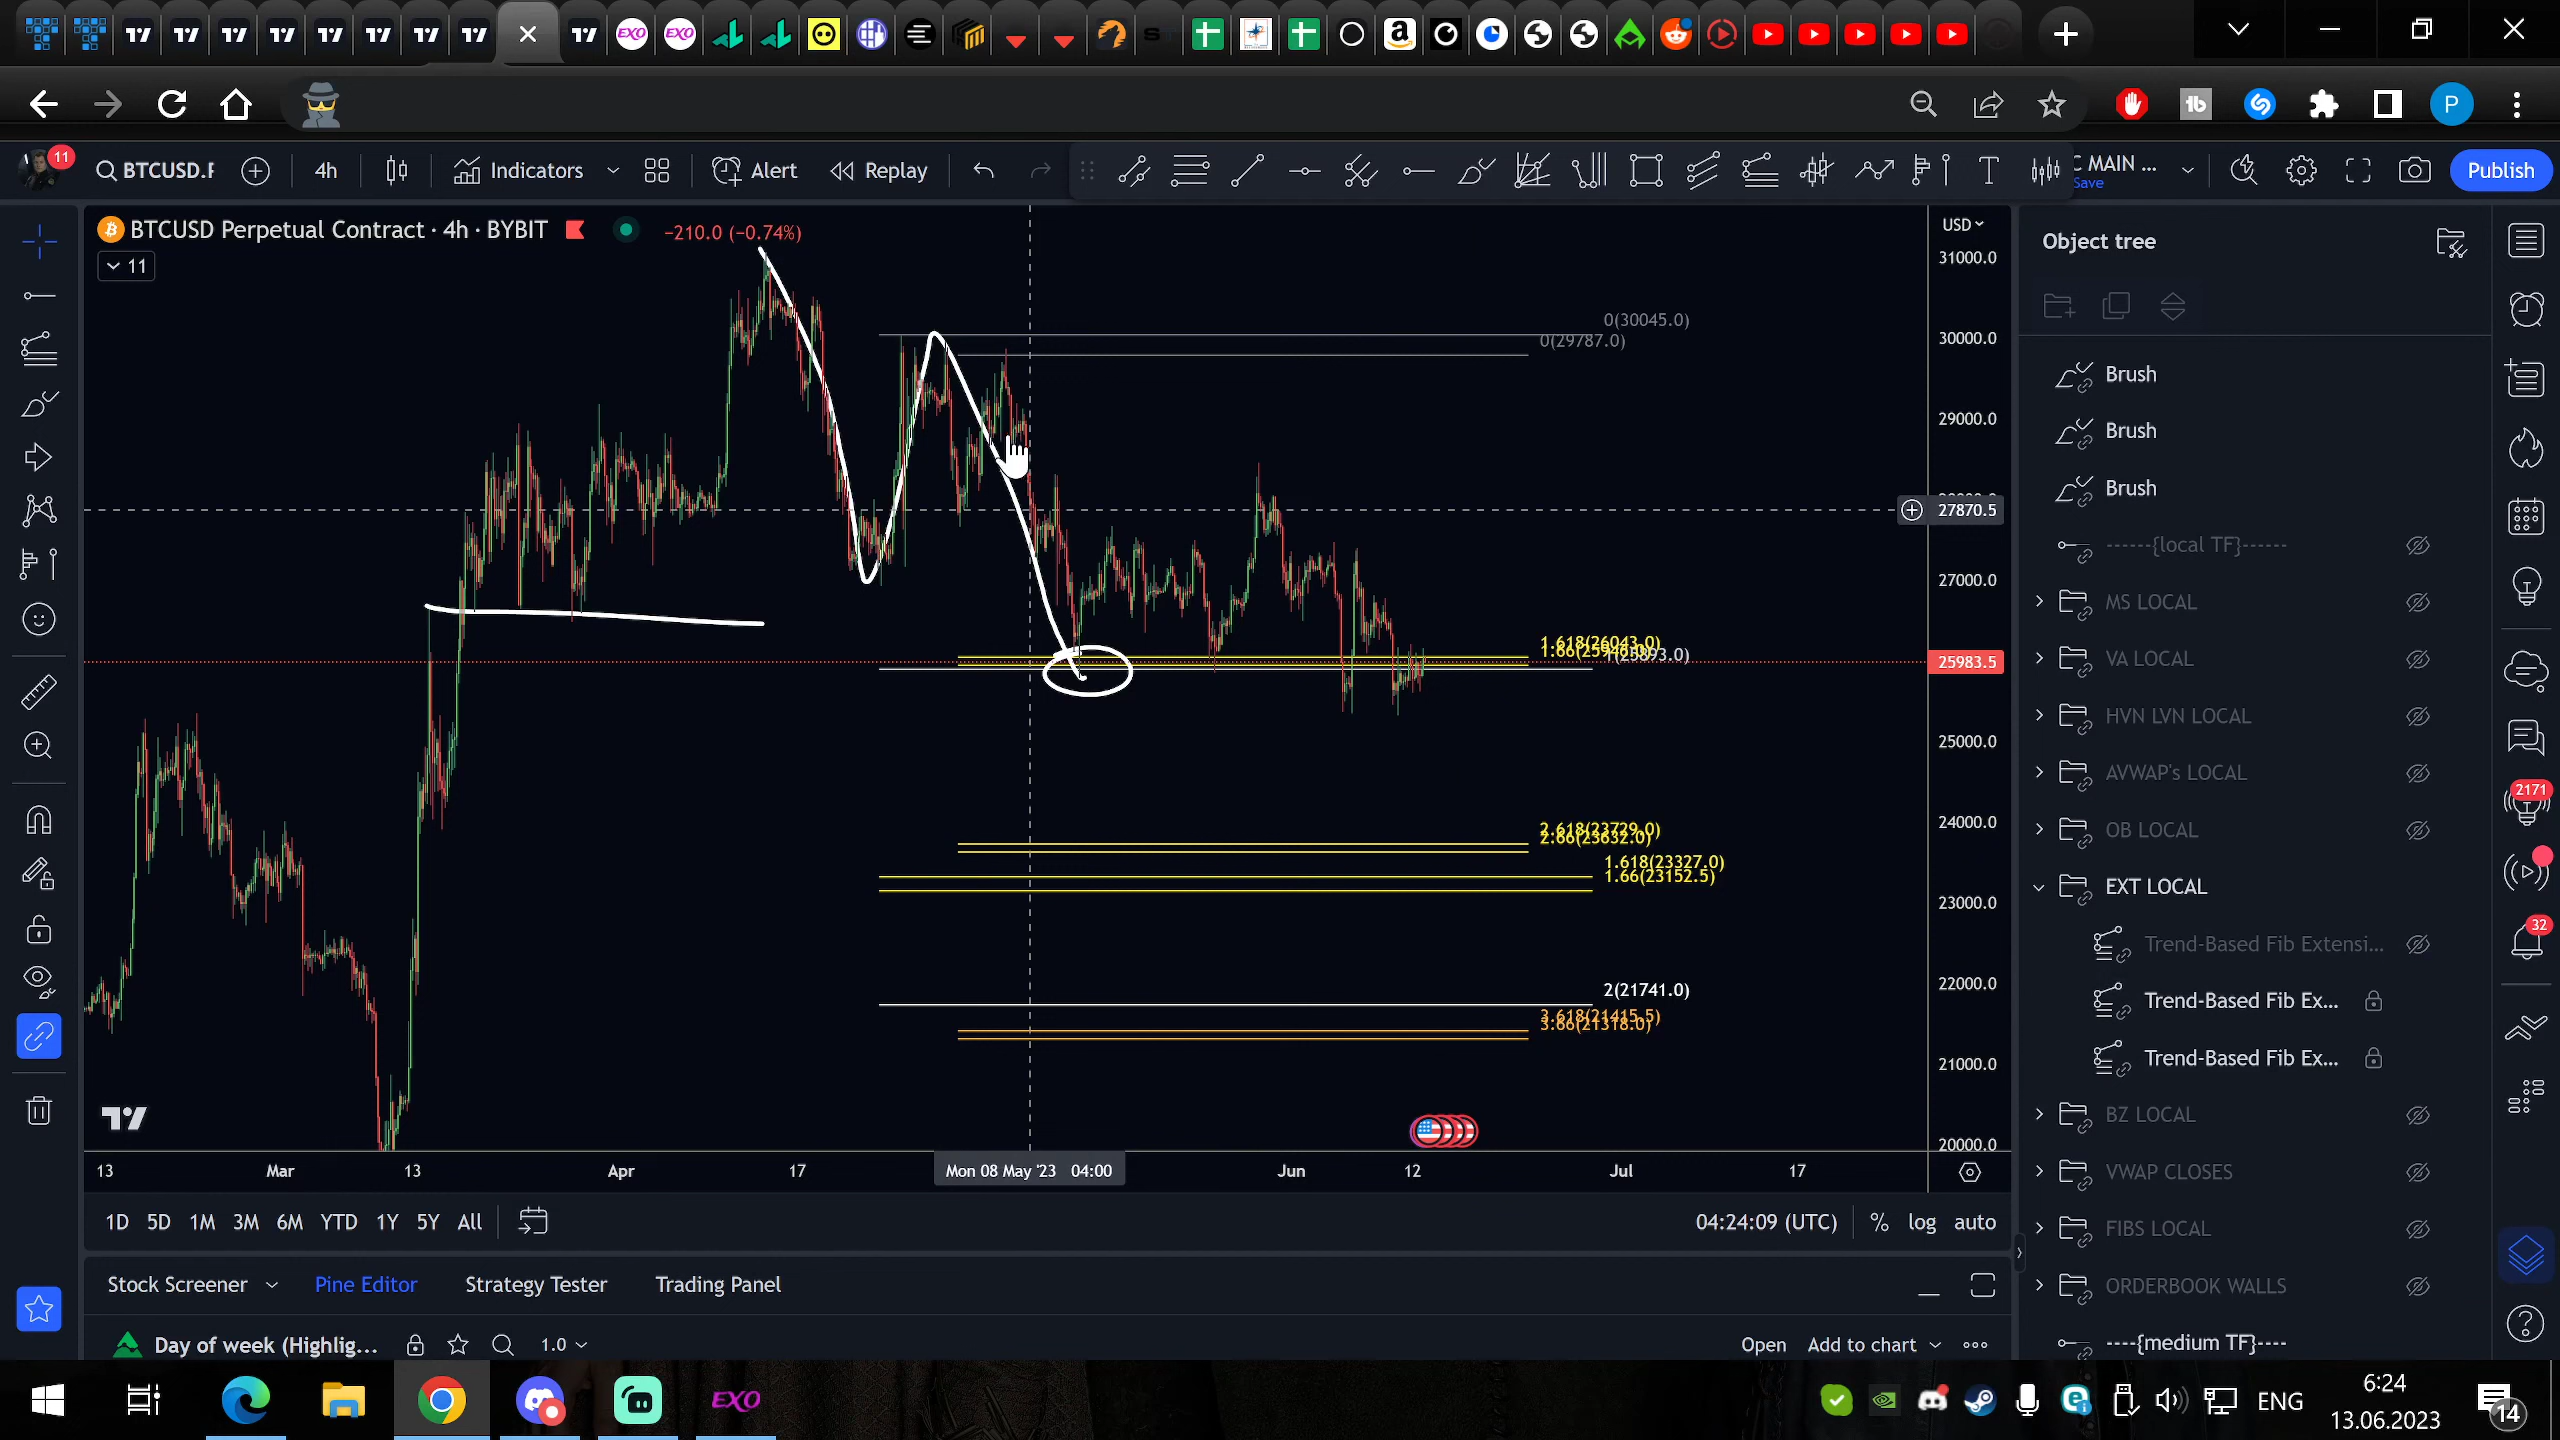 11
BTCUSD.P
4h
Indicators
Alert
Replay
C MAIN ...
Save
Publish
P
BTCUSD Perpetual Contract · 4h · BYBIT
−210.0 (−0.74%)
11
USD
31000.0
30000.0
29000.0
27870.5
27000.0
25983.5
25000.0
24000.0
23000.0
22000.0
21000.0
20000.0
0(30045.0)
0(29787.0)
1.618(26043.0)
1(25893.0)
2.618(23729.0)
2.66(23632.0)
1.618(23327.0)
1.66(23152.5)
2(21741.0)
3.618(21415.5)
3.66(21318.0)
13
Mar
13
Apr
17
Mon 08 May '23 04:00
Jun
12
Jul
17
1D
5D
1M
3M
6M
YTD
1Y
5Y
All
04:24:09 (UTC)
%
log
auto
Stock Screener
Pine Editor
Strategy Tester
Trading Panel
Day of week (Highlig...
1.0
Open
Add to chart
Object tree
Brush
Brush
Brush
------{local TF}------
MS LOCAL
VA LOCAL
HVN LVN LOCAL
AVWAP's LOCAL
OB LOCAL
EXT LOCAL
Trend-Based Fib Extensi...
Trend-Based Fib Ex...
Trend-Based Fib Ex...
BZ LOCAL
VWAP CLOSES
FIBS LOCAL
ORDERBOOK WALLS
----{medium TF}----
2171
32
EXO
ENG
6:24
13.06.2023
14